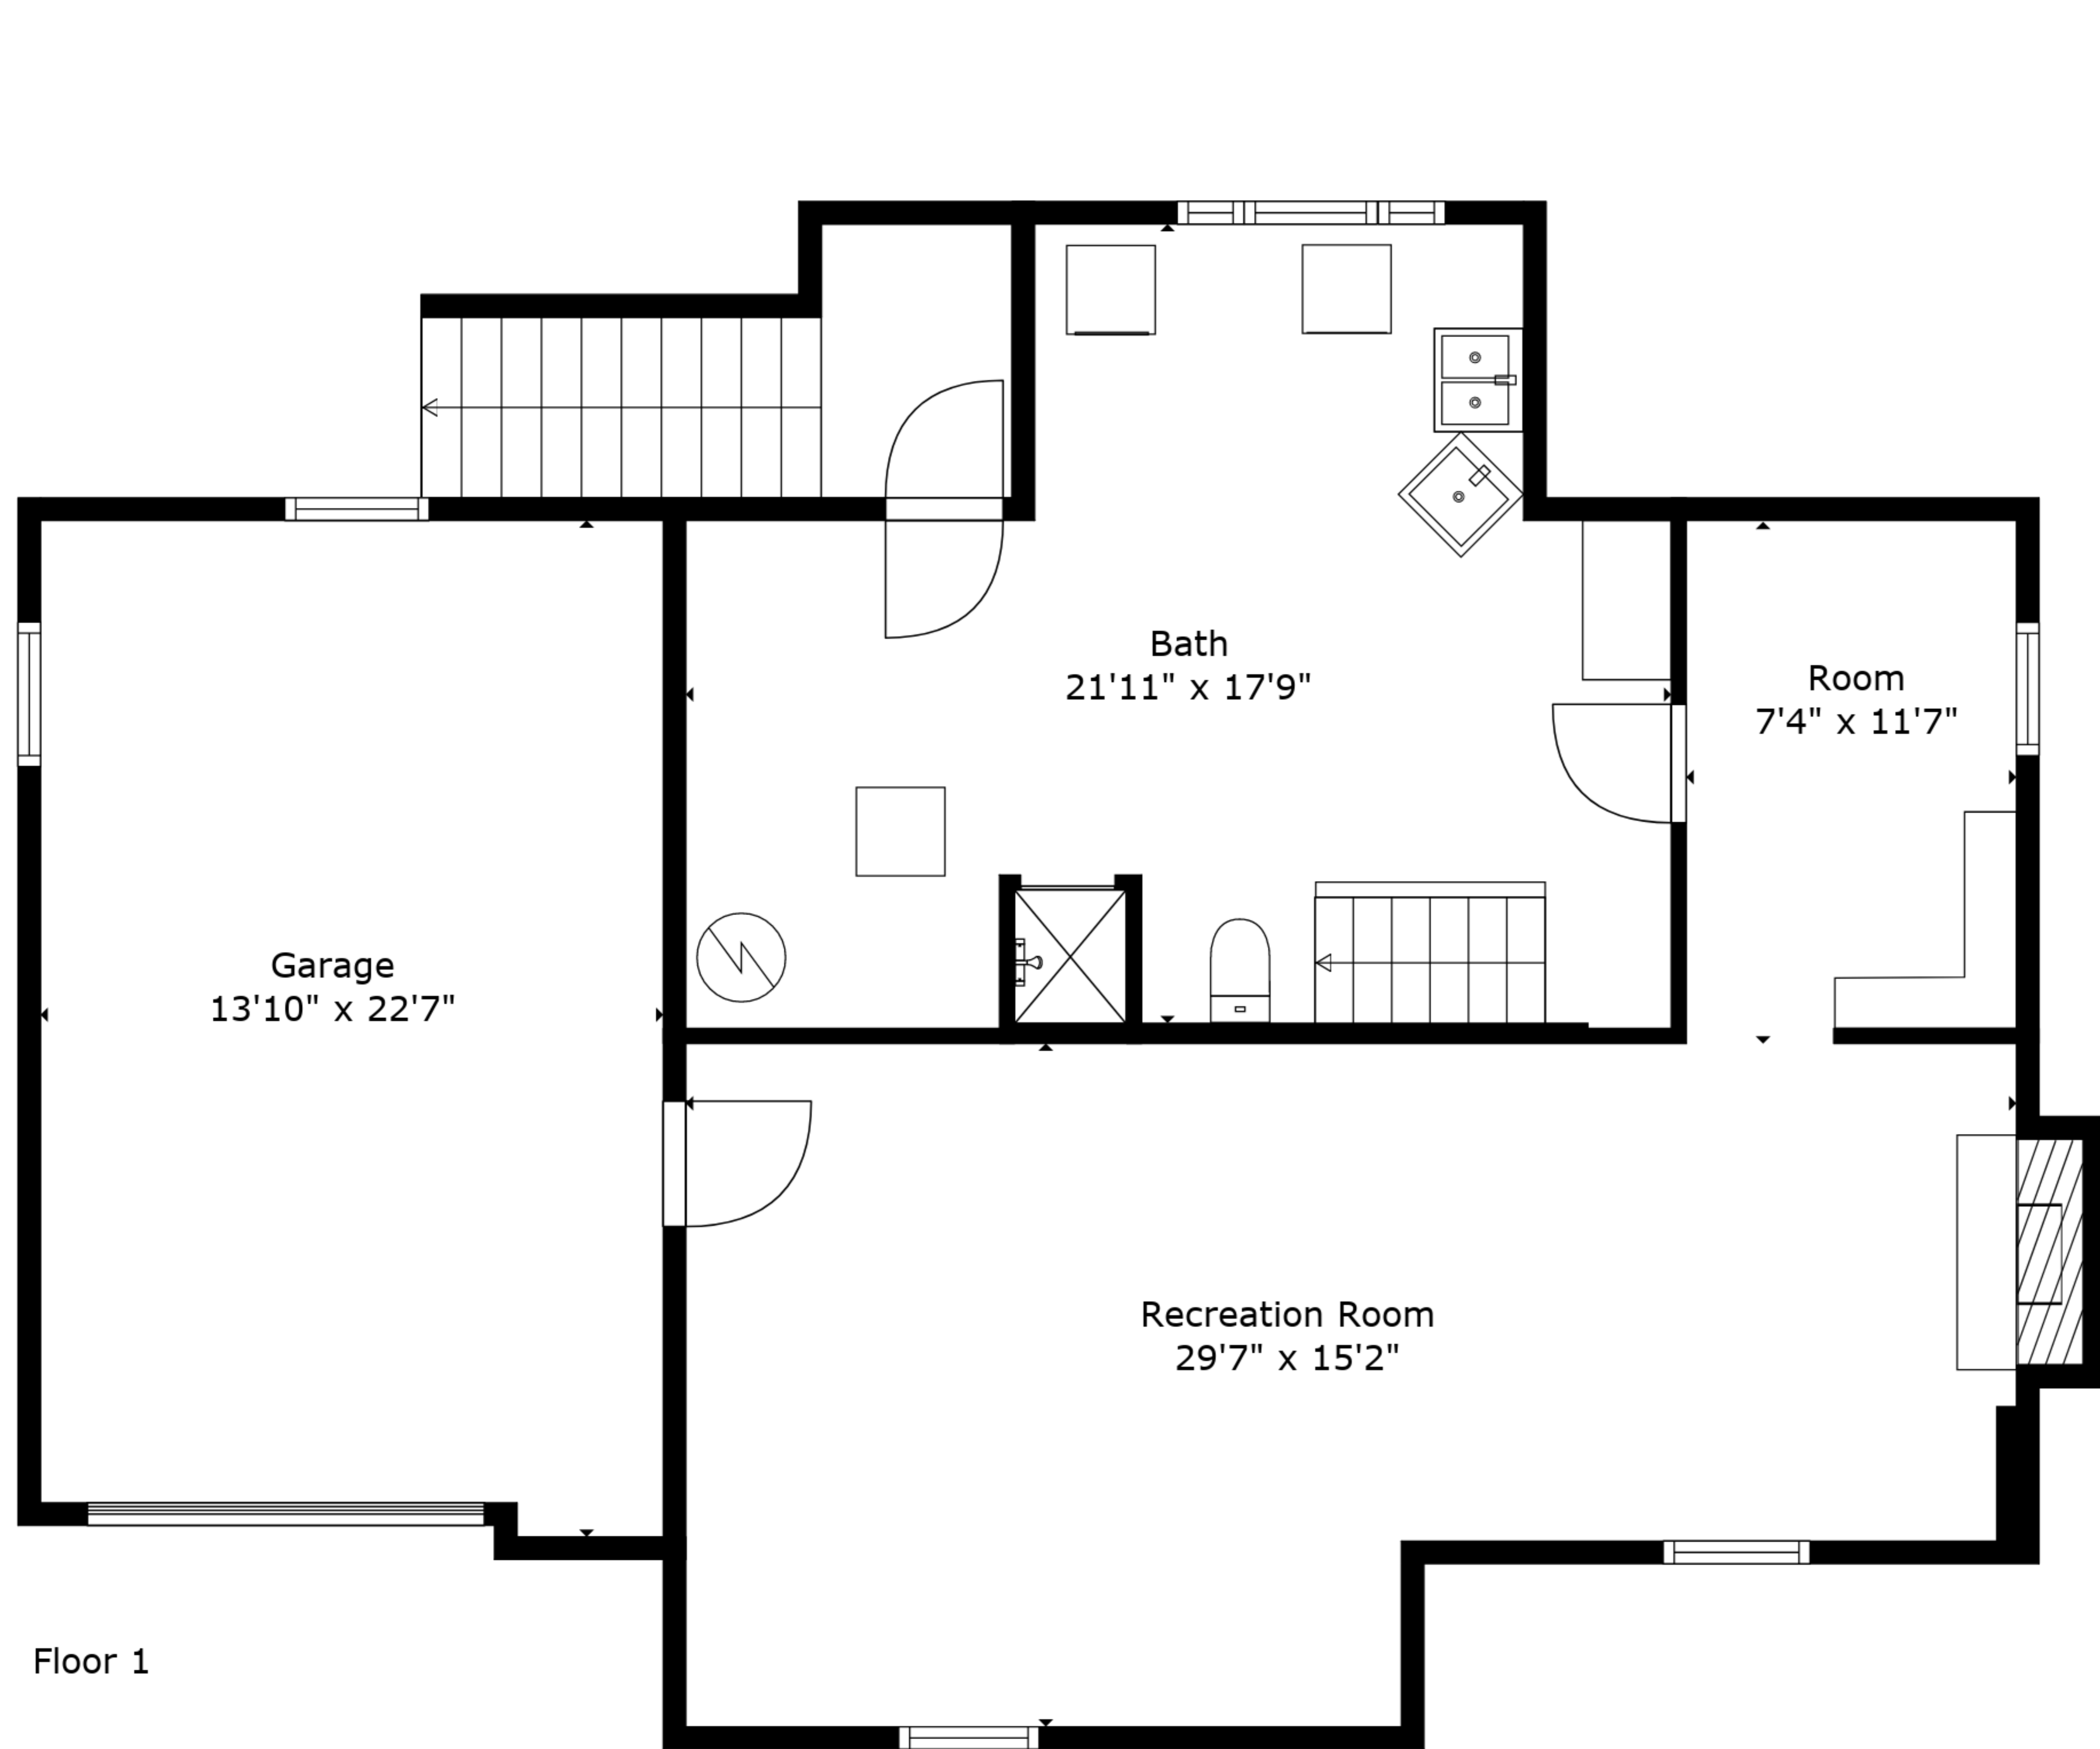 Bath
21'11" x 17'9"
Room
7'4" x 11'7"
Garage
13'10" x 22'7"
Recreation Room
29'7" x 15'2"
Floor 1